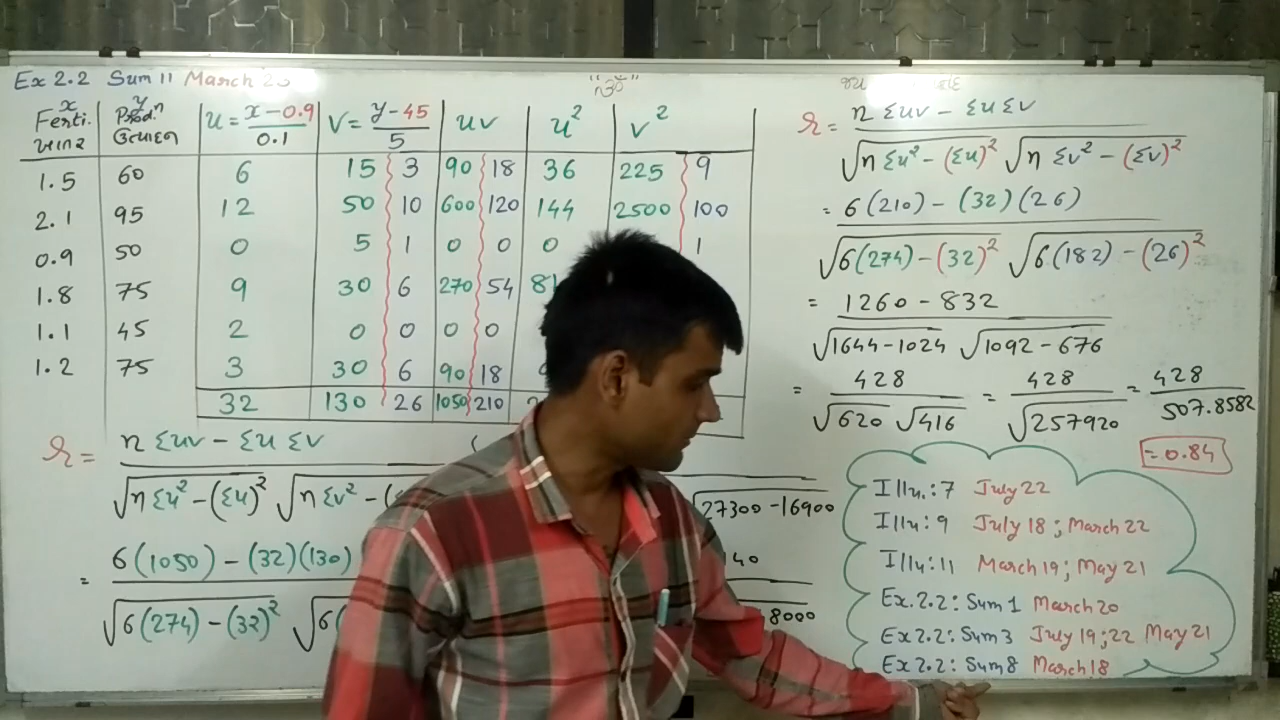 Ex 2.2 Sum 11 March
x y
Ferti. Prod.n u = x - 0.9 / 0.1 v = y - 45 / 5 uv u² v²
ખાતર ઉત્પાદન
1.5 60 6 15 3 90 18 36 225 9
2.1 95 12 50 10 600 120 144 2500 100
0.9 50 0 5 1 0 0 0 1
1.8 75 9 30 6 270 54 81
1.1 45 2 0 0 0 0
1.2 75 3 30 6 90 18
32 130 26 1050 210
r = n Σuv - Σu Σv
√n Σu² - (Σu)² √n Σv² - (
= 6(1050) - (32)(130)
√6(274) - (32)² √6(
27300 - 16900
140
8000
r = n Σuv - Σu Σv
√n Σu² - (Σu)² √n Σv² - (Σv)²
= 6(210) - (32)(26)
√6(274) - (32)² √6(182) - (26)²
= 1260 - 832
√1644-1024 √1092-676
= 428 / √620 √416 = 428 / √257920 = 428 / 507.8582
= 0.84
Illu.:7 July 22
Illu:9 July 18; March 22
Illu:11 March 19; May 21
Ex.2.2: Sum 1 March 20
Ex 2.2: Sum 3 July 19;22 May 21
Ex 2.2: Sum 8 March 18